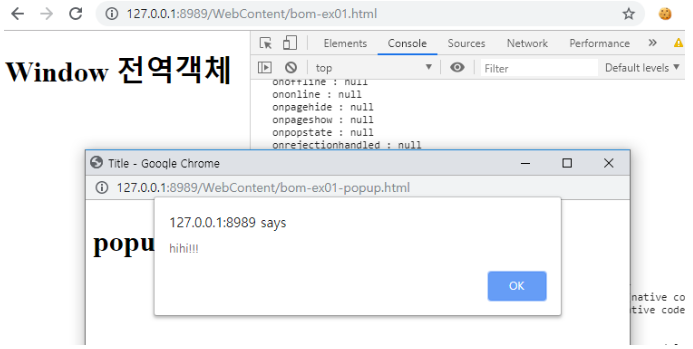 127.0.0.1:8989/WebContent/bom-ex01.html
Elements Console Sources Network Performance »
top Filter Default levels ▼
Window 전역객체
onoffline : null
ononline : null
onpagehide : null
onpageshow : null
onpopstate : null
onrejectionhandled : null
Title - Google Chrome
127.0.0.1:8989/WebContent/bom-ex01-popup.html
127.0.0.1:8989 says
popu
hihi!!!
OK
native co
tive code